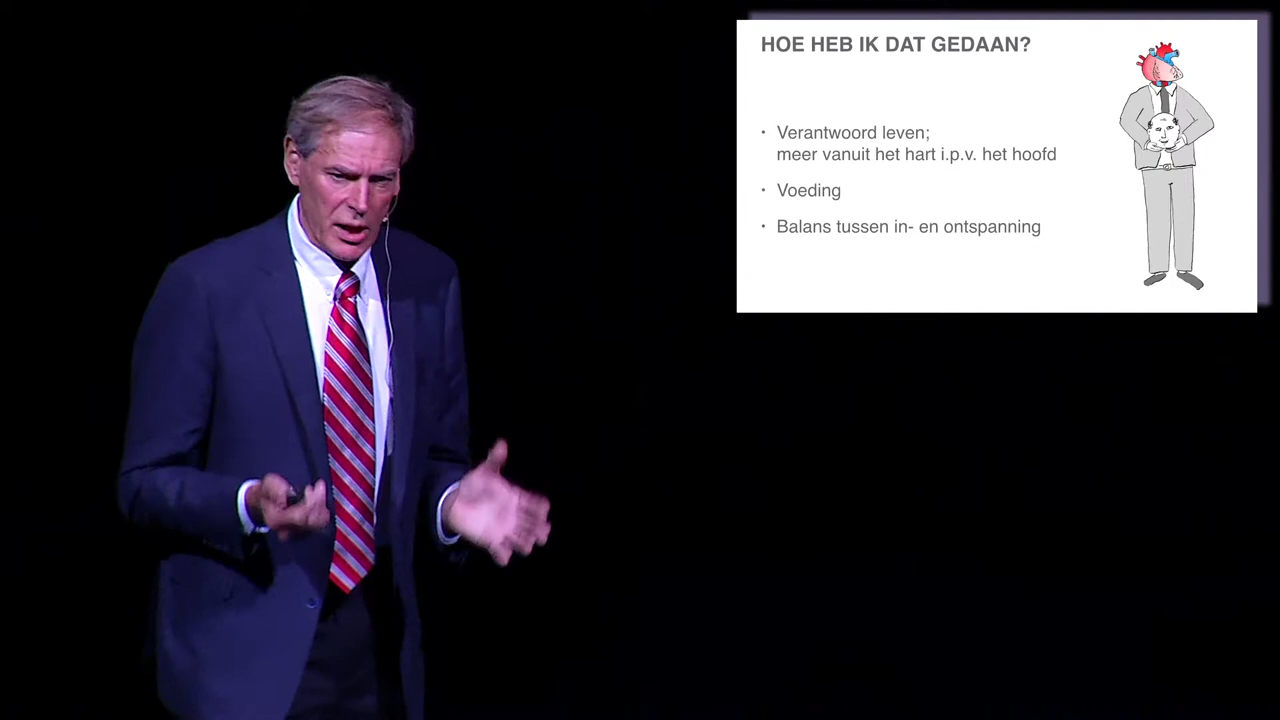 HOE HEB IK DAT GEDAAN?
• Verantwoord leven;
meer vanuit het hart i.p.v. het hoofd
• Voeding
• Balans tussen in- en ontspanning